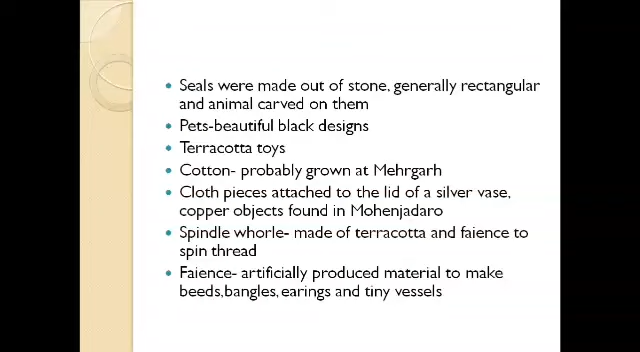 • Seals were made out of stone, generally rectangular
and animal carved on them
• Pets-beautiful black designs
• Terracotta toys
• Cotton- probably grown at Mehrgarh
• Cloth pieces attached to the lid of a silver vase,
copper objects found in Mohenjadaro
• Spindle whorle- made of terracotta and faience to
spin thread
• Faience- artificially produced material to make
beeds,bangles, earings and tiny vessels